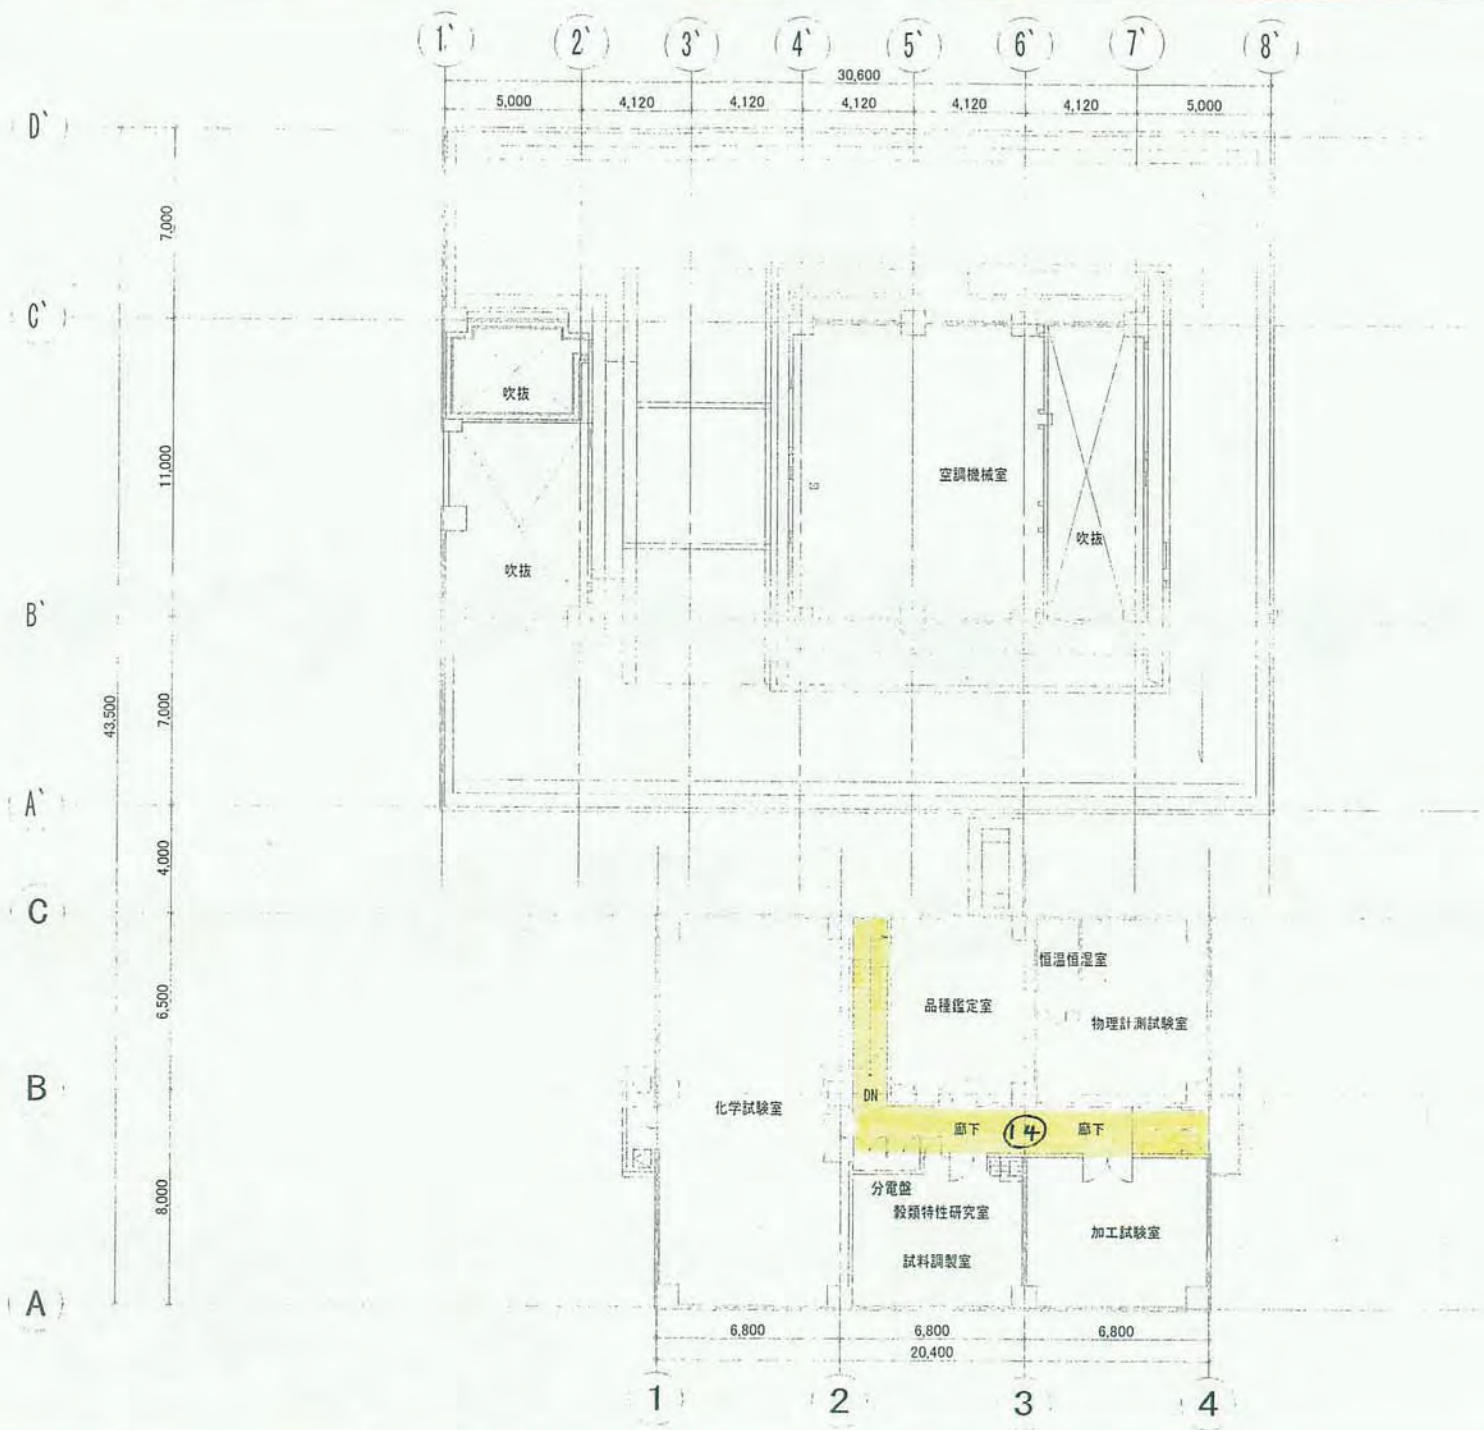 1`
2`
3`
4`
5`
6`
7`
8`
30,600
5,000
4,120
4,120
4,120
4,120
4,120
5,000
D`
7,000
C`
吹抜
11,000
空調機械室
吹抜
吹抜
B`
43,500
7,000
A`
4,000
C
恒温恒湿室
6,500
品種鑑定室
物理計測試験室
B
DN
化学試験室
廊下
14
廊下
分電盤
8,000
穀類特性研究室
加工試験室
試料調製室
A
6,800
6,800
6,800
20,400
1
2
3
4